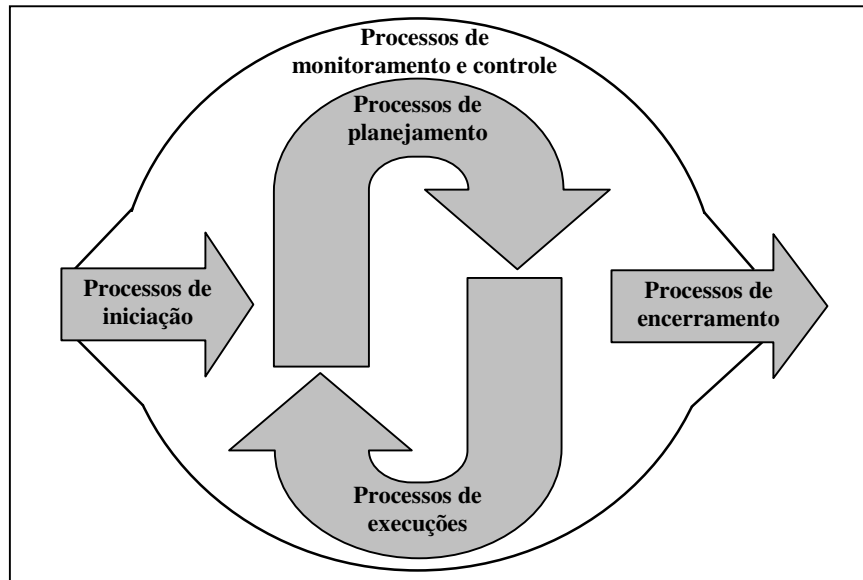 Processos de
monitoramento e controle
Processos de
planejamento
Processos de
iniciação
Processos de
encerramento
Processos de
execuções